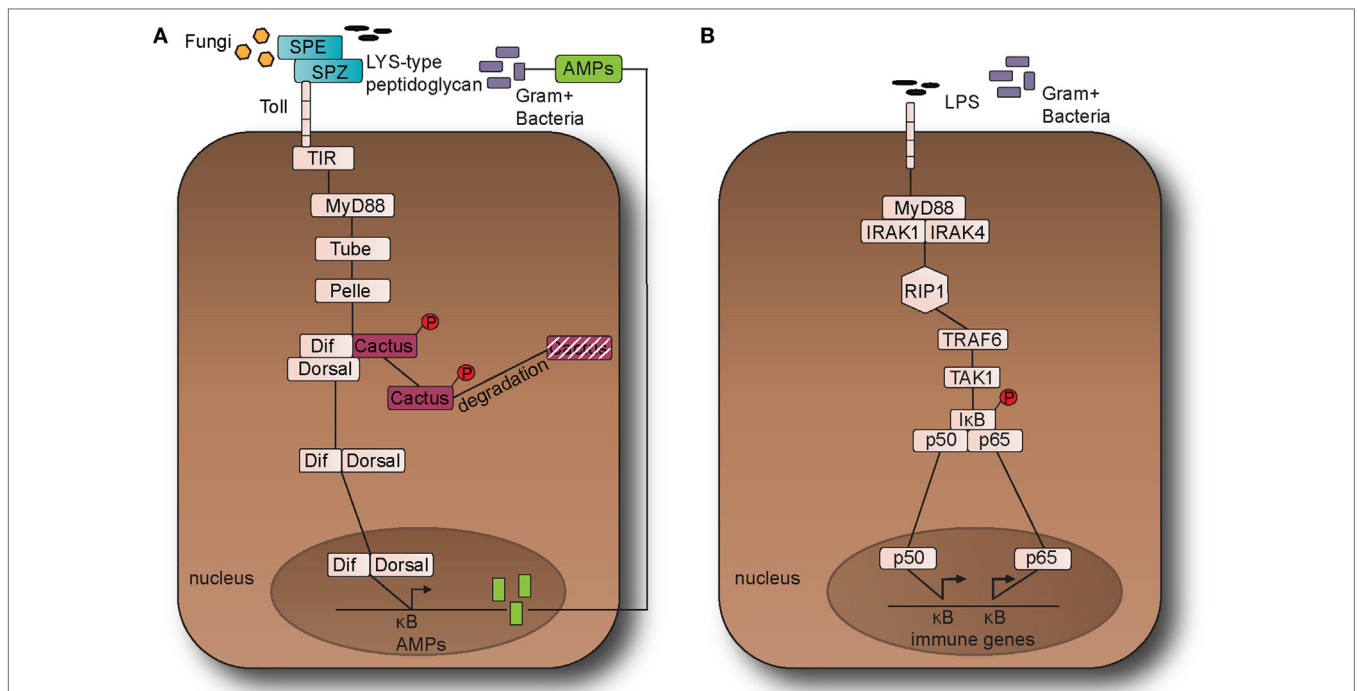 A
Fungi
SPE
SPZ
LYS-type
peptidoglycan
Toll
Gram+
Bacteria
AMPs
TIR
MyD88
Tube
Pelle
P
Dif
Cactus
Dorsal
P
Cactus
degradation
Cactus
Dif
Dorsal
nucleus
Dif
Dorsal
κB
AMPs
B
LPS
Gram+
Bacteria
MyD88
IRAK1
IRAK4
RIP1
TRAF6
TAK1
P
IκB
p50
p65
nucleus
p50
p65
κB
κB
immune genes